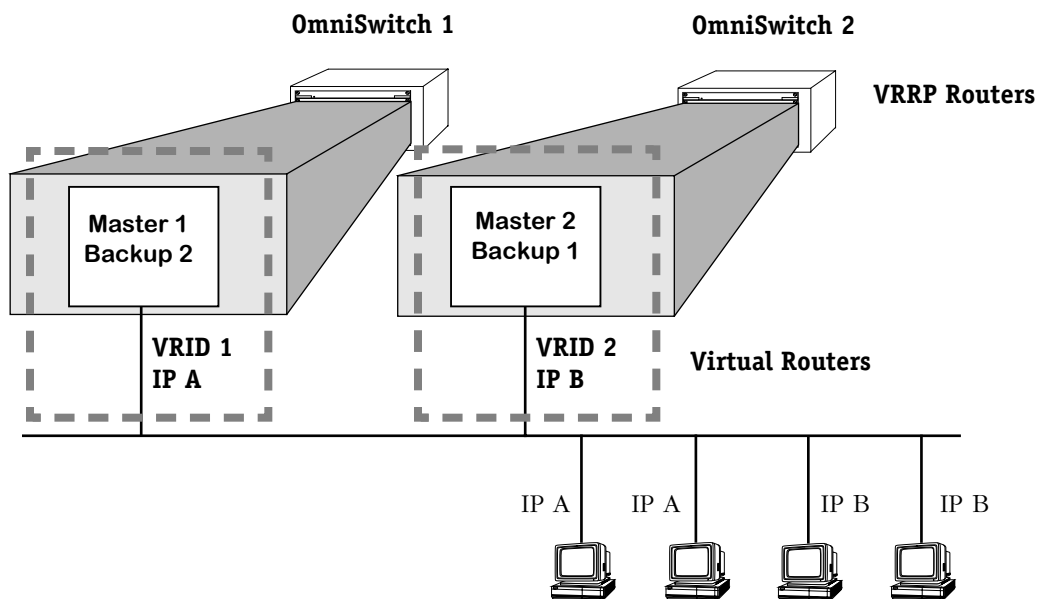 OmniSwitch 1
OmniSwitch 2
VRRP Routers
Master 1
Backup 2
Master 2
Backup 1
VRID 1
IP A
VRID 2
IP B
Virtual Routers
IP A
IP A
IP B
IP B